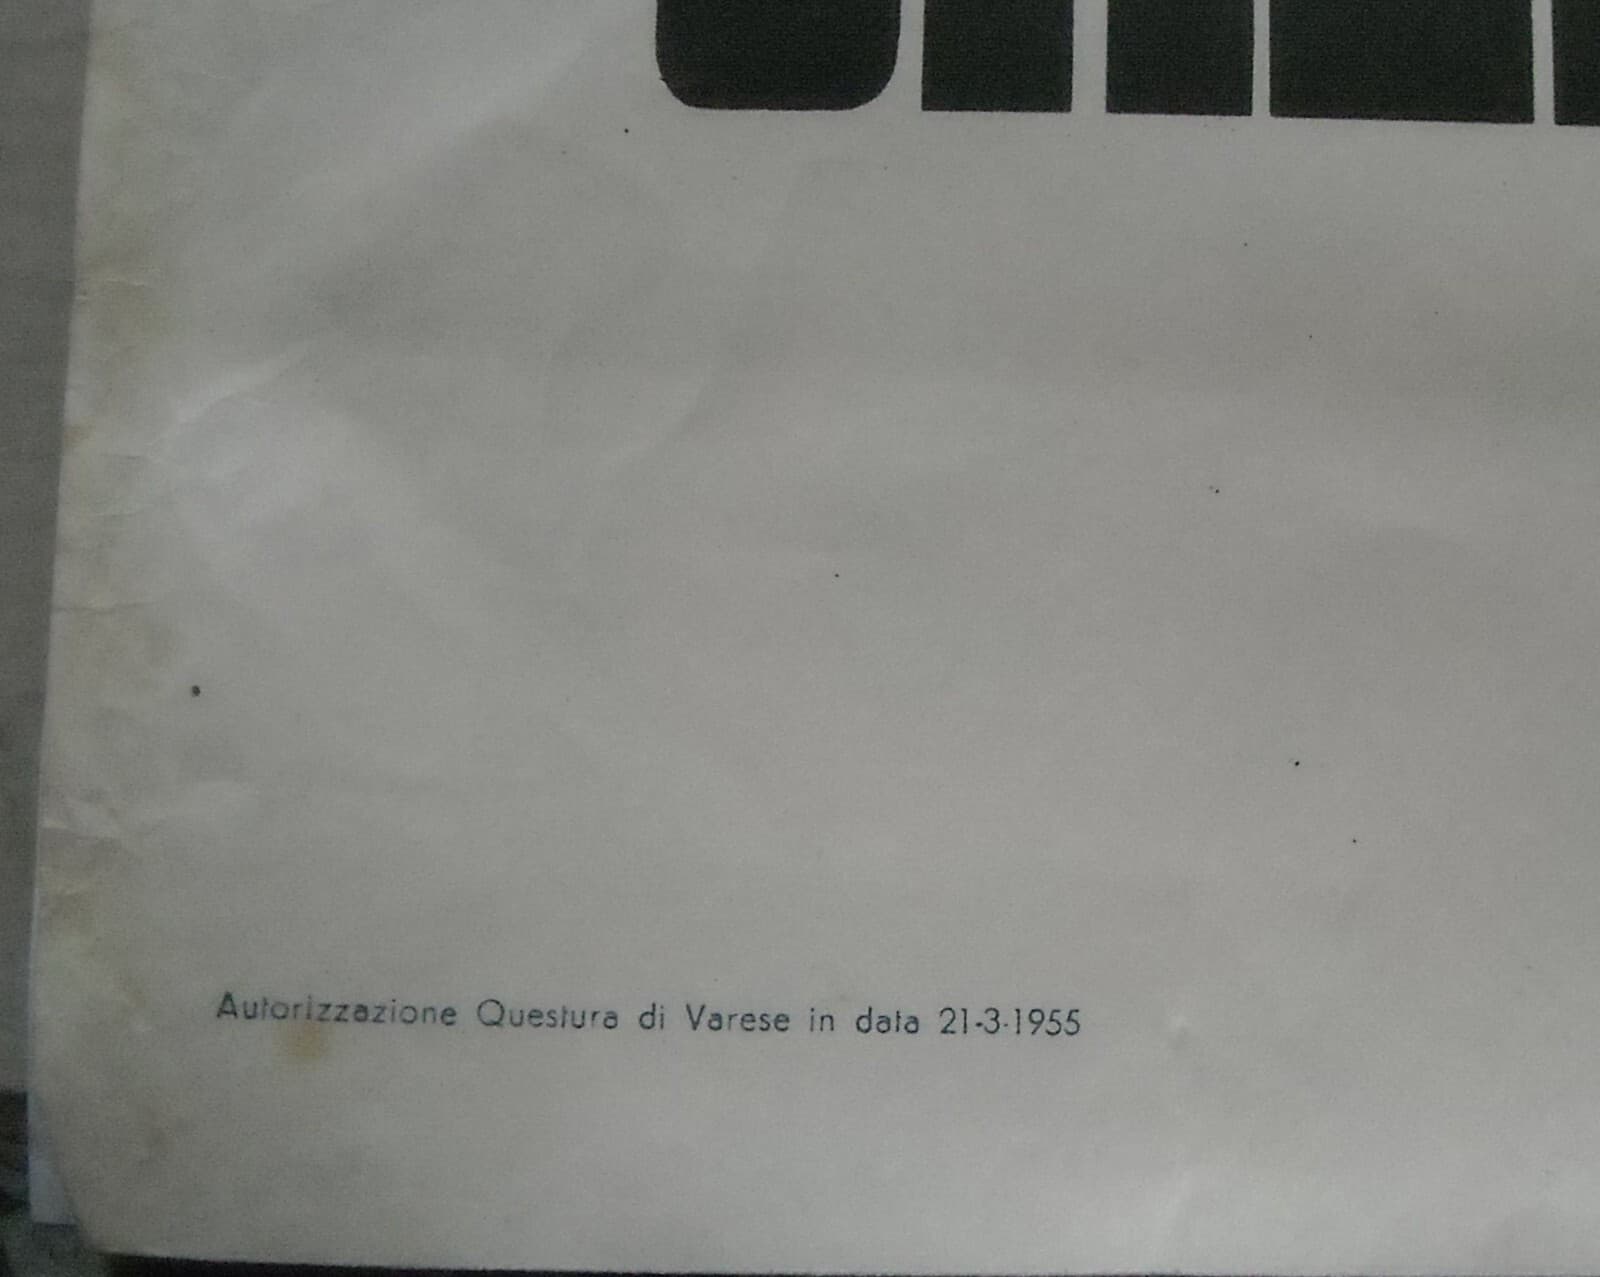 Autorizzazione Questura di Varese in data 21-3-1955